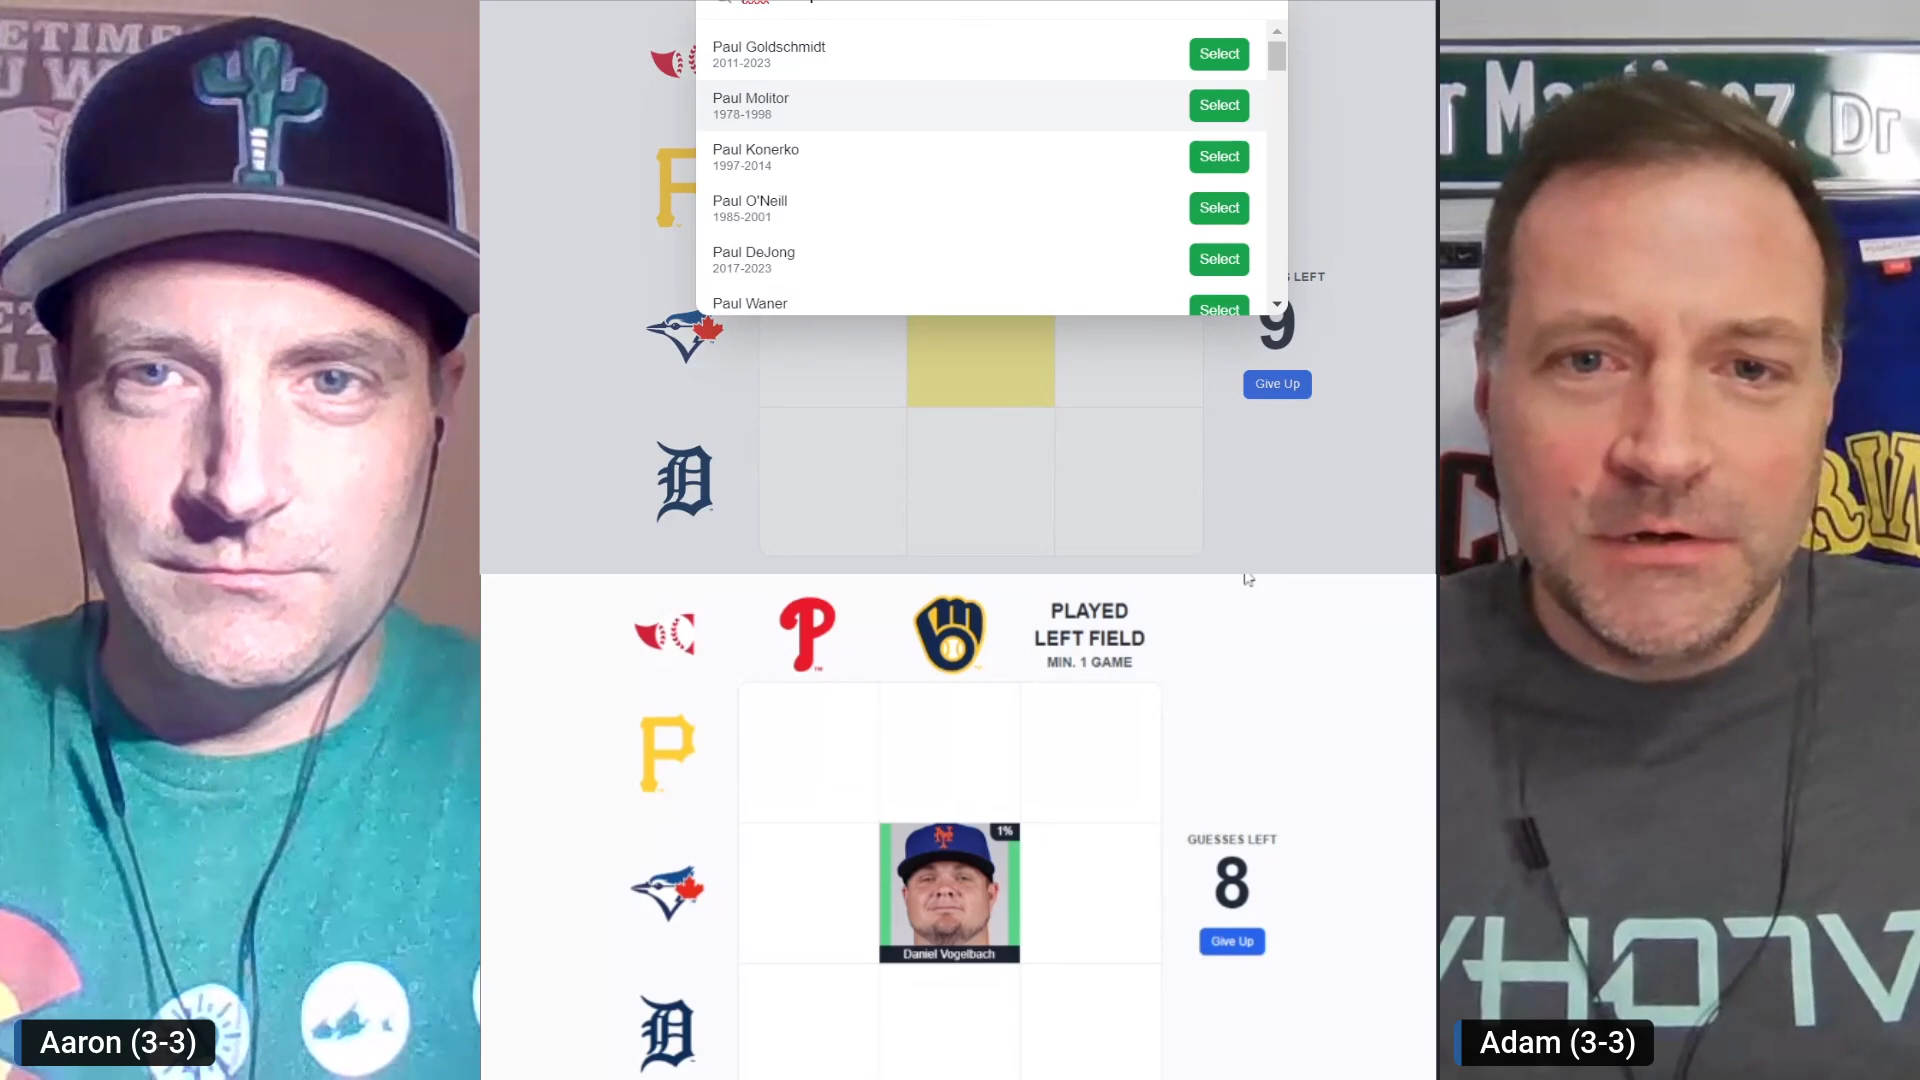 ETIME
U W
Paul Goldschmidt
2011-2023
Select
Paul Molitor
1978-1998
Select
Paul Konerko
1997-2014
Select
Paul O'Neill
1985-2001
Select
Paul DeJong
2017-2023
Select
Paul Waner
Select
LEFT
9
Give Up
P
D
P
PLAYED
LEFT FIELD
MIN. 1 GAME
P
1%
Daniel Vogelbach
GUESSES LEFT
8
Give Up
D
Dr
Aaron (3-3)
Adam (3-3)